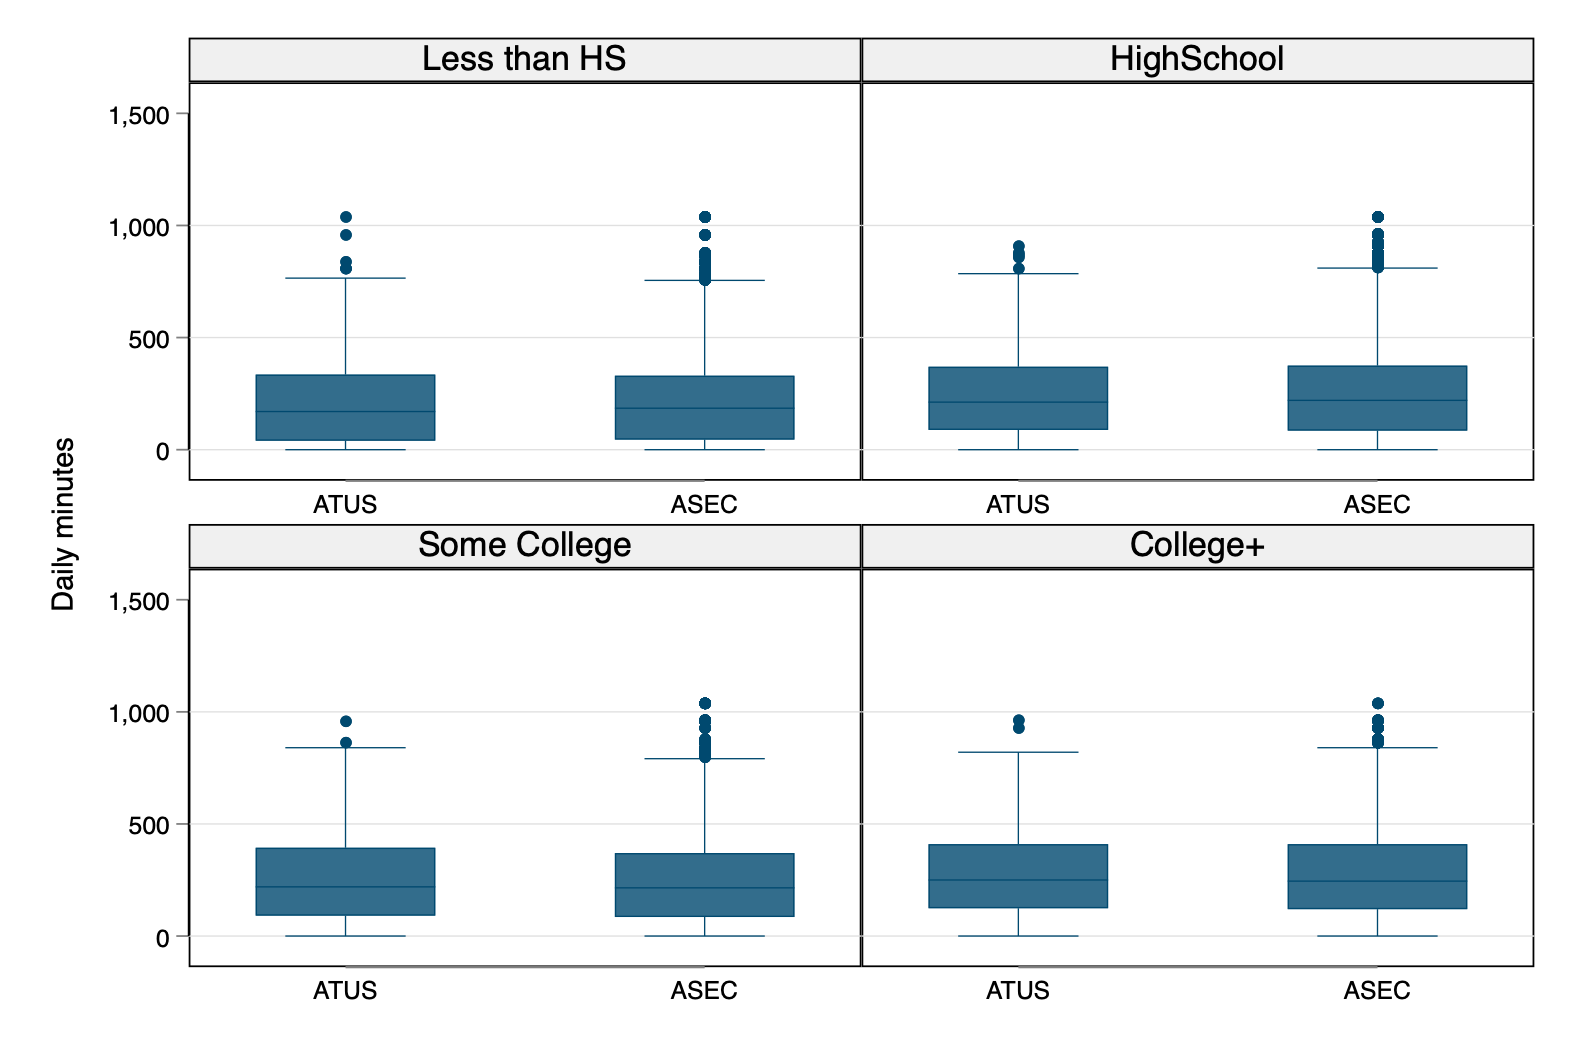 Less than HS
HighSchool
Daily minutes
1,500
1,000
500
0
ATUS
ASEC
ATUS
ASEC
Some College
College+
1,500
1,000
500
0
ATUS
ASEC
ATUS
ASEC